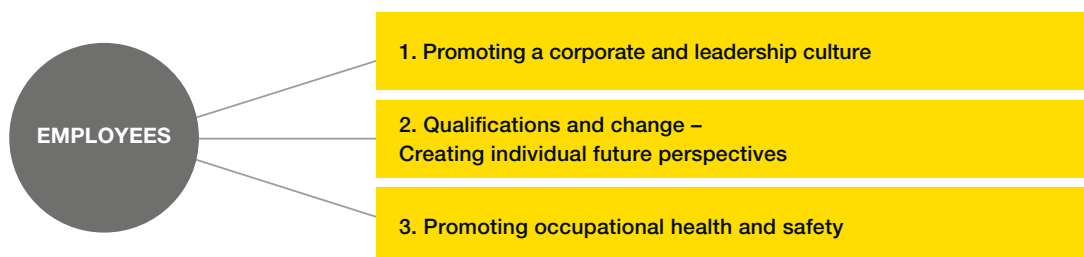 EMPLOYEES
1. Promoting a corporate and leadership culture
2. Qualifications and change –
Creating individual future perspectives
3. Promoting occupational health and safety